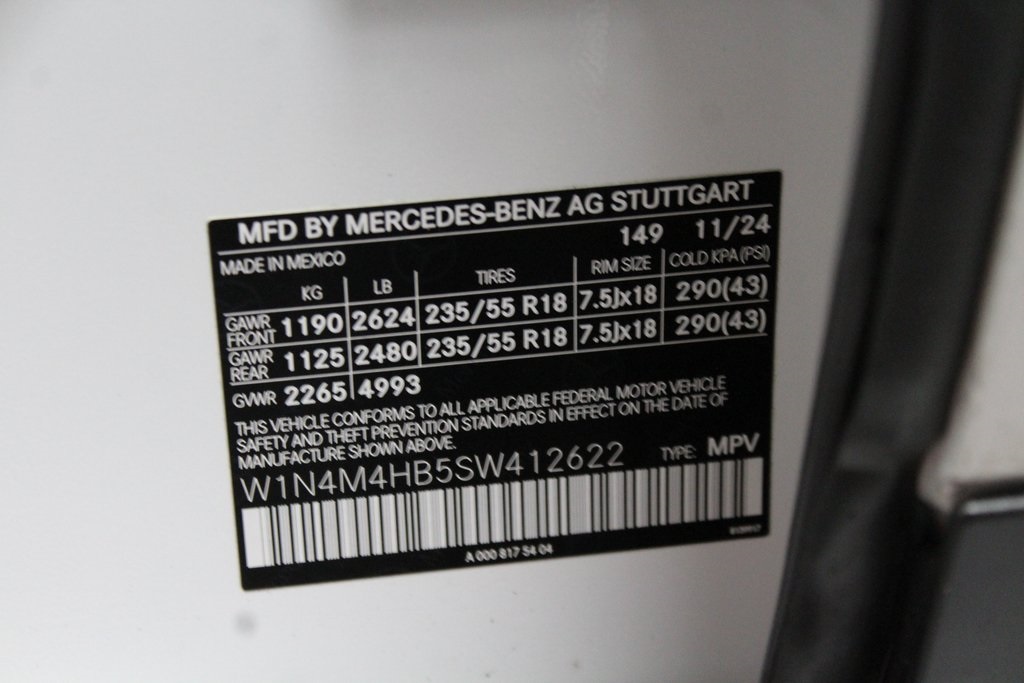 MFD BY MERCEDES-BENZ AG STUTTGART
MADE IN MEXICO 149 11/24
KG LB TIRES RIM SIZE COLD KPA(PSI)
GAWR FRONT 1190 2624 235/55 R18 7.5Jx18 290(43)
GAWR REAR 1125 2480 235/55 R18 7.5Jx18 290(43)
GVWR 2265 4993
THIS VEHICLE CONFORMS TO ALL APPLICABLE FEDERAL MOTOR VEHICLE
SAFETY AND THEFT PREVENTION STANDARDS IN EFFECT ON THE DATE OF
MANUFACTURE SHOWN ABOVE.
W1N4M4HB5SW412622 TYPE: MPV
A 000 817 54 04